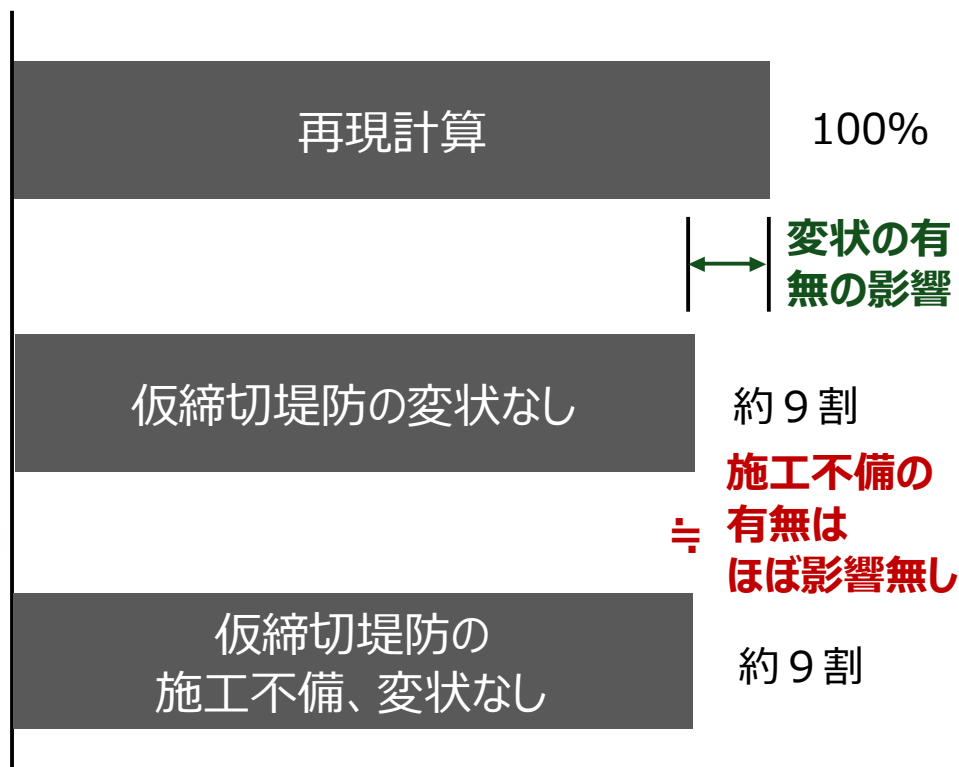 再現計算
100%
変状の有
無の影響
仮締切堤防の変状なし
約９割
施工不備の
≒ 有無は
ほぼ影響無し
仮締切堤防の
施工不備、変状なし
約９割